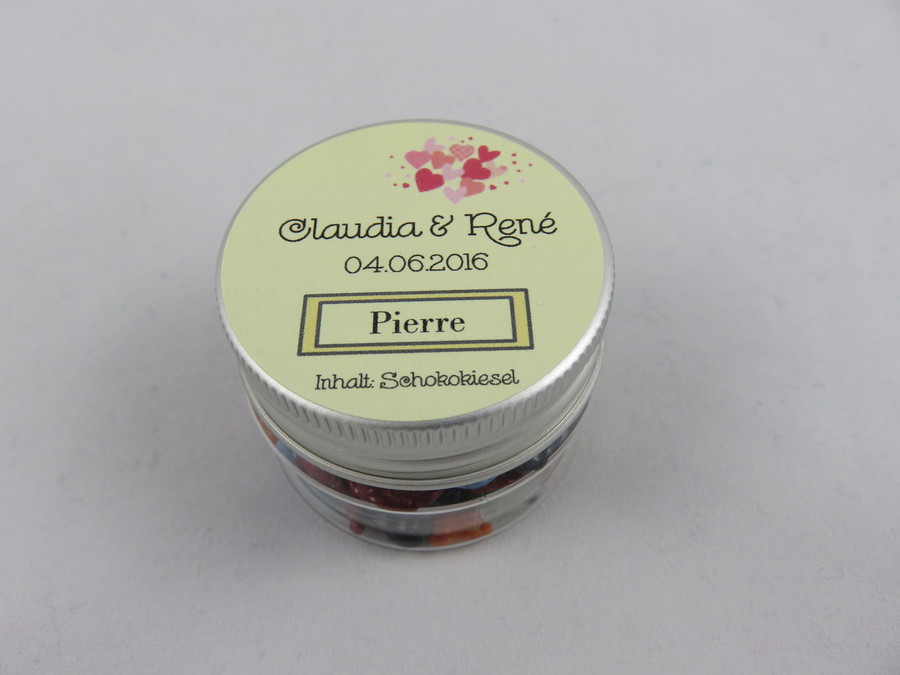 Claudia & René
04.06.2016
Pierre
Inhalt: Schokokiesel